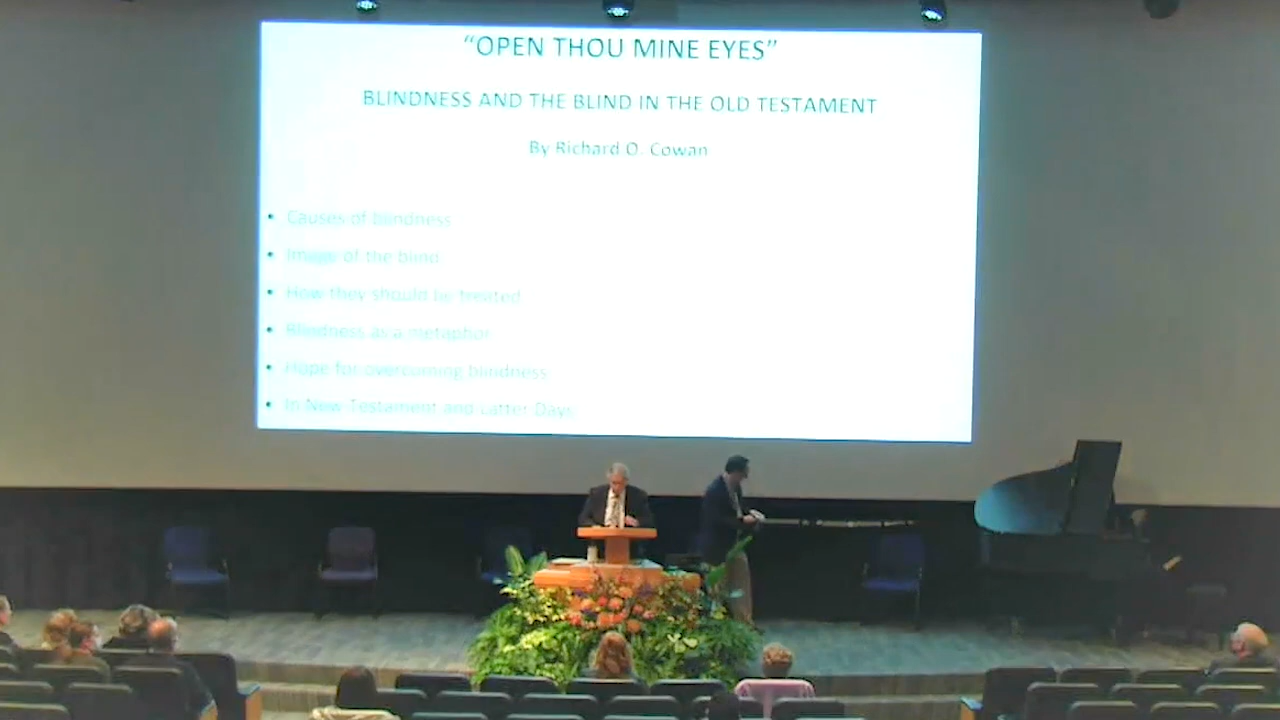 “OPEN THOU MINE EYES”
BLINDNESS AND THE BLIND IN THE OLD TESTAMENT
By Richard O. Cowan
• Causes of blindness
• Image of the blind
• How they should be treated
• Blindness as a metaphor
• Hope for overcoming blindness
• In New Testament and Latter Days